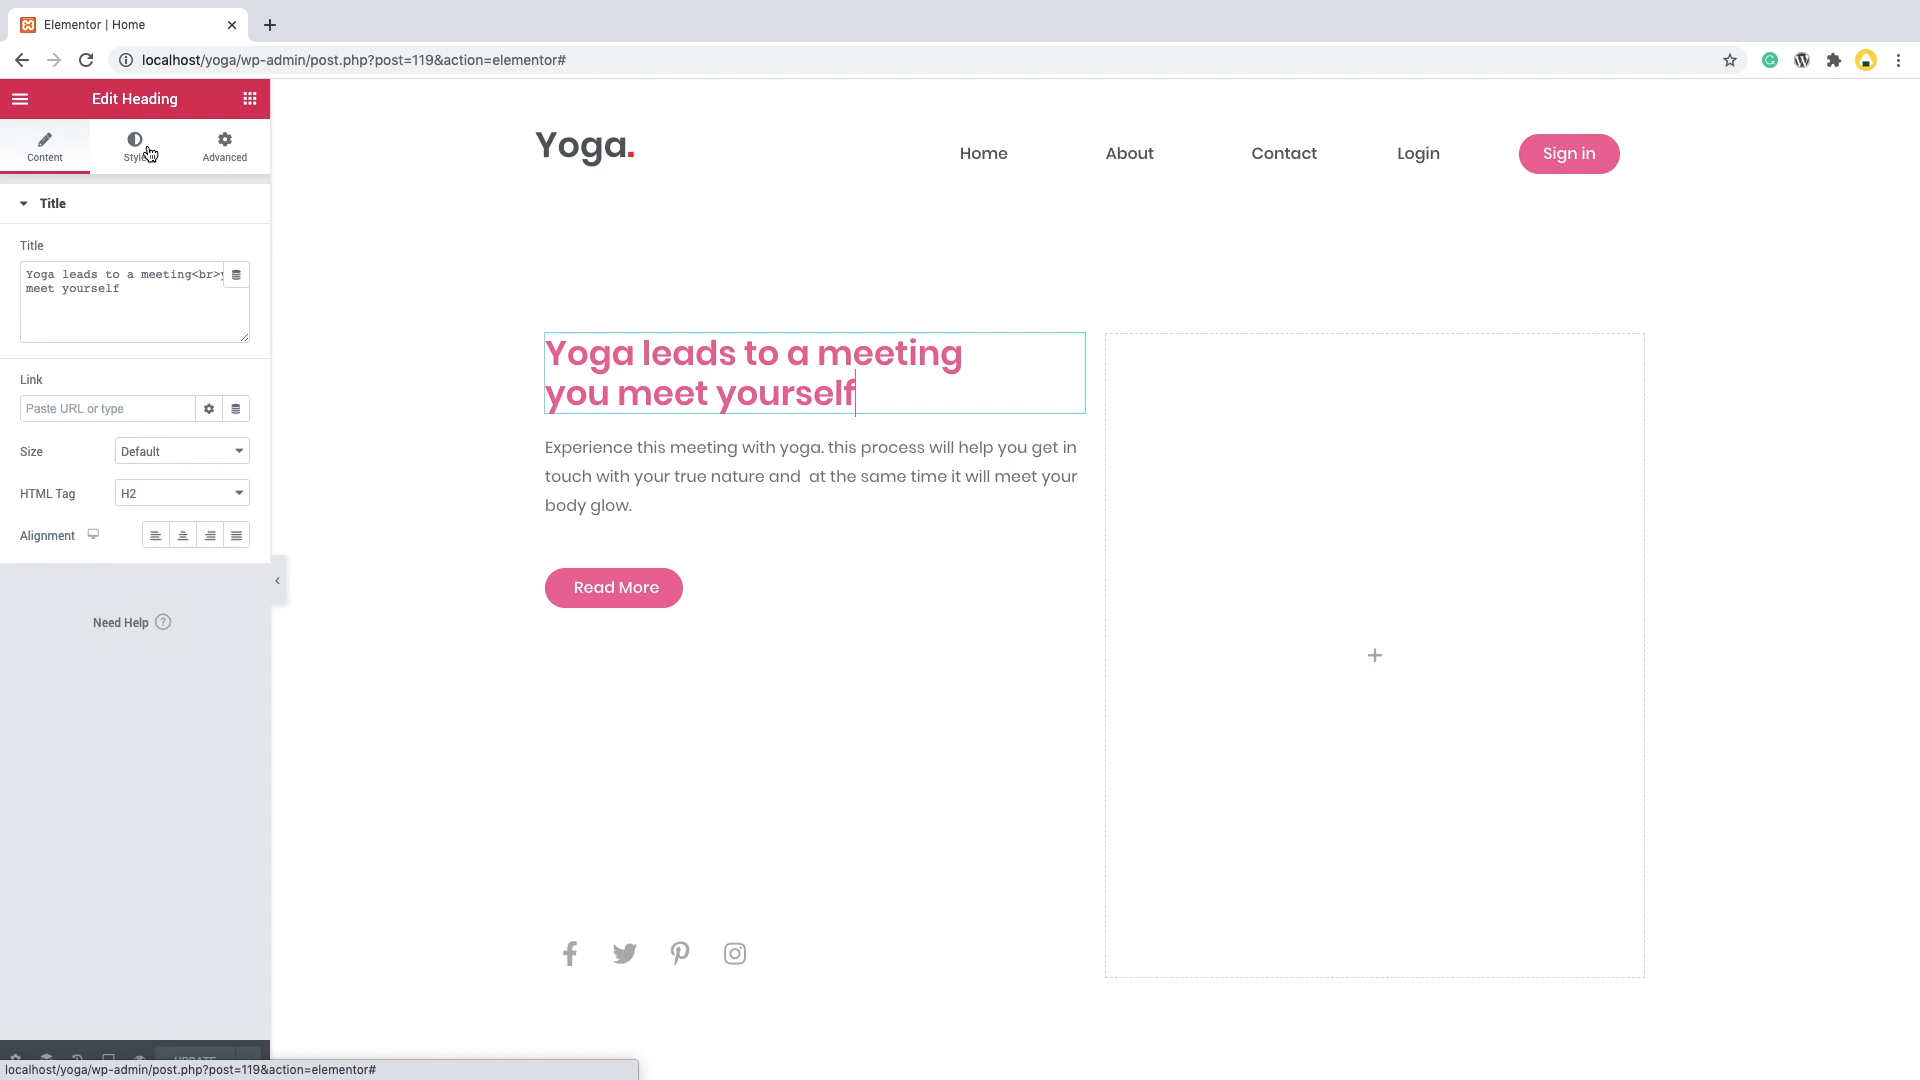 Elementor | Home
localhost/yoga/wp-admin/post.php?post=119&action=elementor#
Edit Heading
Content
Style
Advanced
Title
Title
Yoga leads to a meeting<br>y
meet yourself
Link
Paste URL or type
Size
Default
HTML Tag
H2
Alignment
Need Help
Yoga.
Home
About
Contact
Login
Sign in
Yoga leads to a meeting
you meet yourself
Experience this meeting with yoga. this process will help you get in
touch with your true nature and  at the same time it will meet your
body glow.
Read More
UPDATE
localhost/yoga/wp-admin/post.php?post=119&action=elementor#